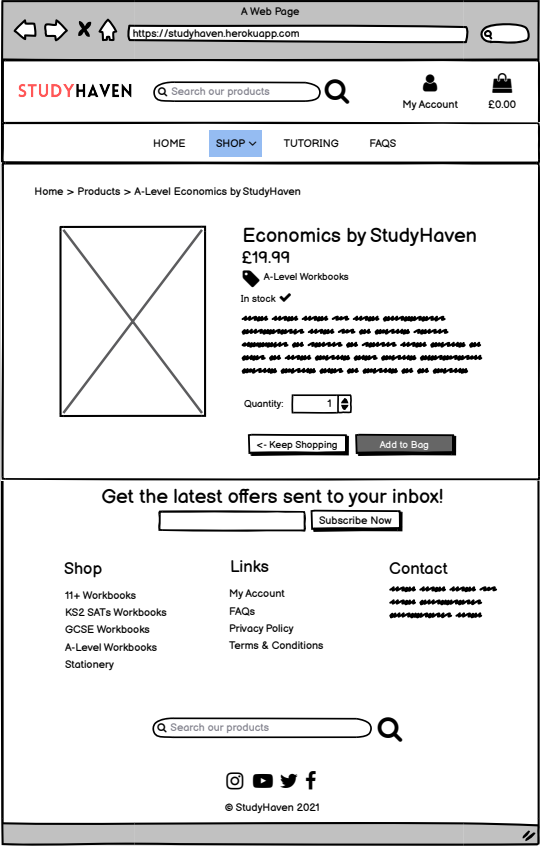 A Web Page
https://studyhaven.herokuapp.com
STUDYHAVEN
Search our products
My Account
£0.00
HOME
SHOP
TUTORING
FAQS
Home > Products > A-Level Economics by StudyHaven
Economics by StudyHaven
£19.99
A-Level Workbooks
In stock
Quantity:
1
<- Keep Shopping
Add to Bag
Get the latest offers sent to your inbox!
Subscribe Now
Shop
11+ Workbooks
KS2 SATs Workbooks
GCSE Workbooks
A-Level Workbooks
Stationery
Links
My Account
FAQs
Privacy Policy
Terms & Conditions
Contact
Search our products
© StudyHaven 2021